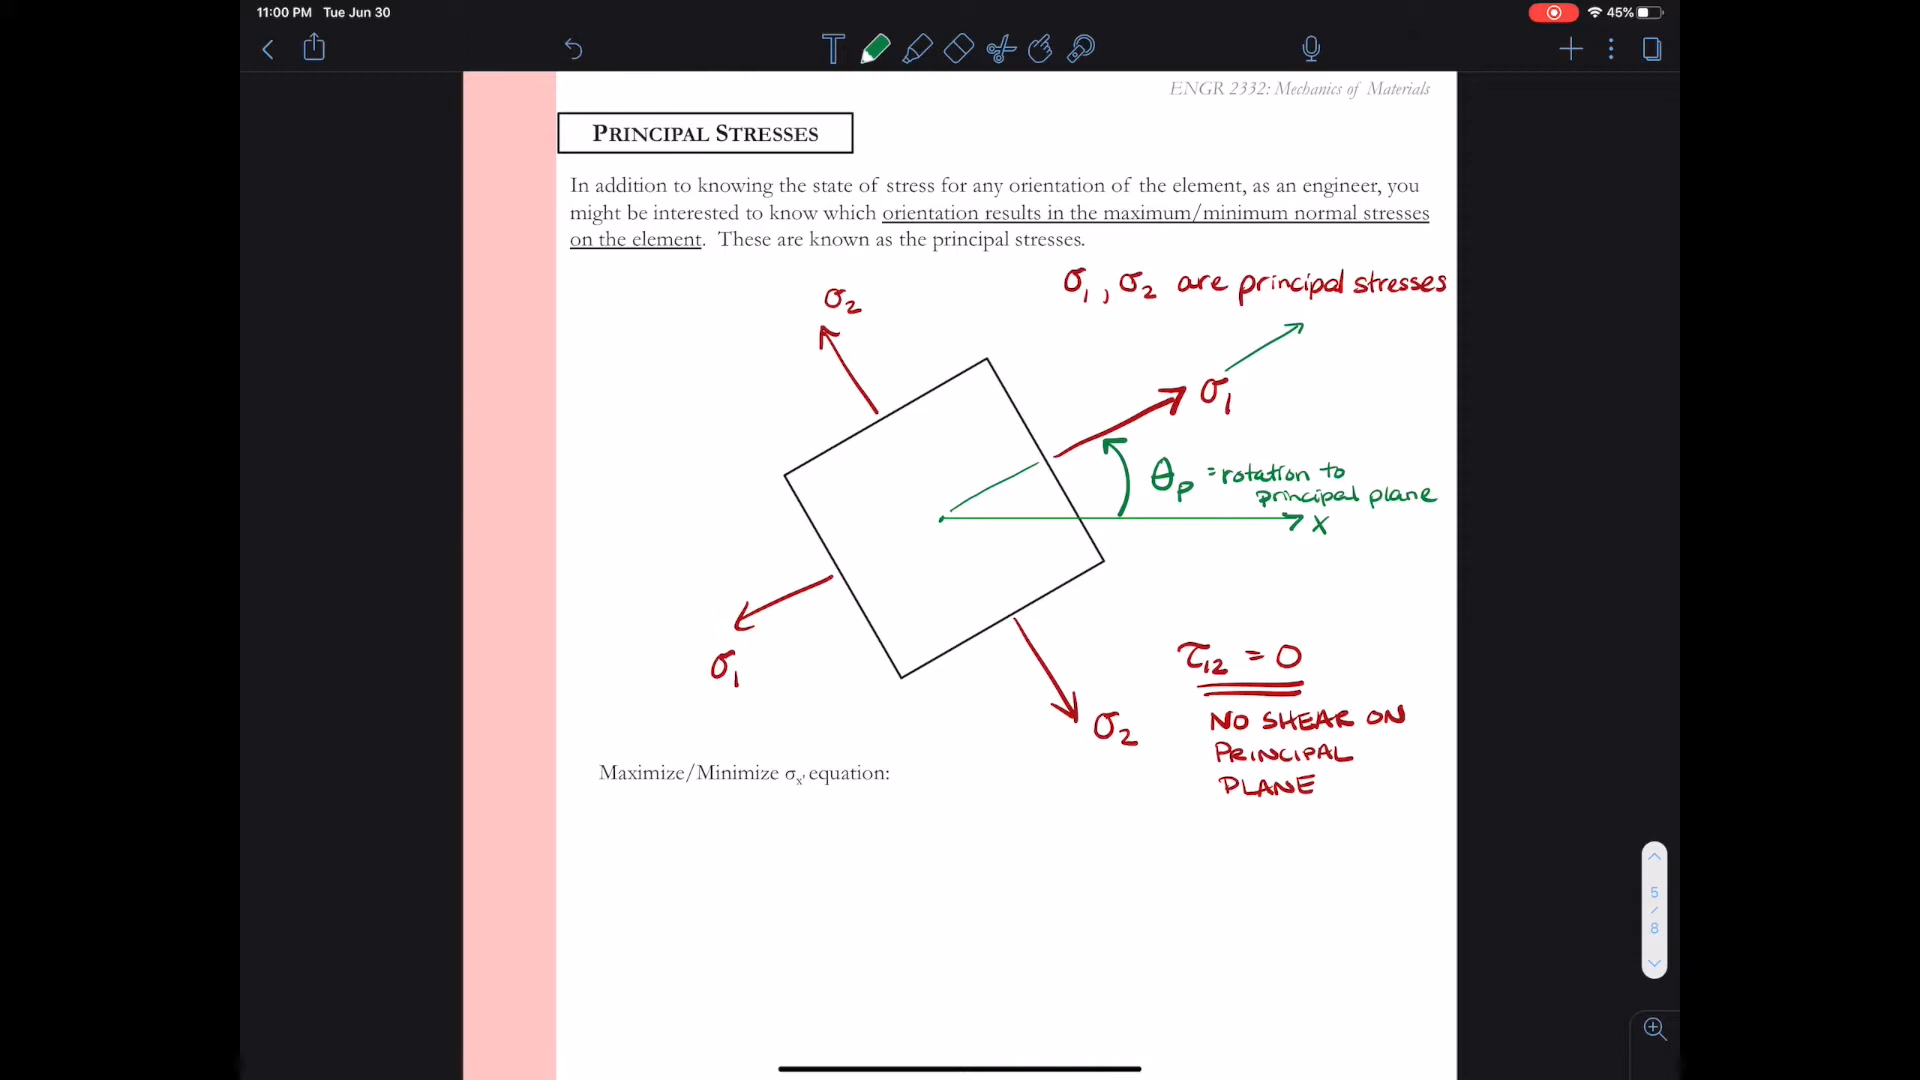 11:00 PM Tue Jun 30
45%
T
ENGR 2332: Mechanics of Materials
PRINCIPAL STRESSES
In addition to knowing the state of stress for any orientation of the element, as an engineer, you
might be interested to know which orientation results in the maximum/minimum normal stresses
on the element. These are known as the principal stresses.
σ₁, σ₂ are principal stresses
σ₂
σ₁
θp = rotation to
principal plane
x
σ₁
τ₁₂ = 0
σ₂
NO SHEAR ON
PRINCIPAL
PLANE
Maximize/Minimize σx' equation:
5
/
8